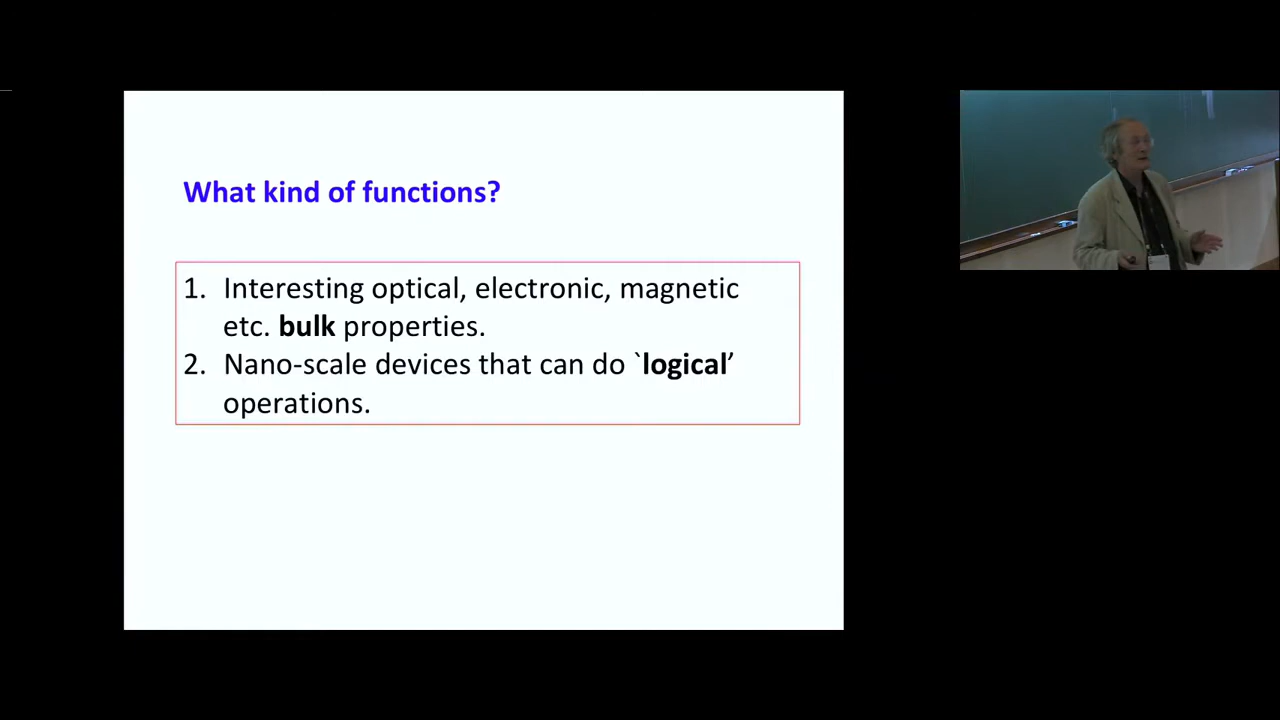 What kind of functions?
1. Interesting optical, electronic, magnetic
etc. bulk properties.
2. Nano-scale devices that can do `logical’
operations.